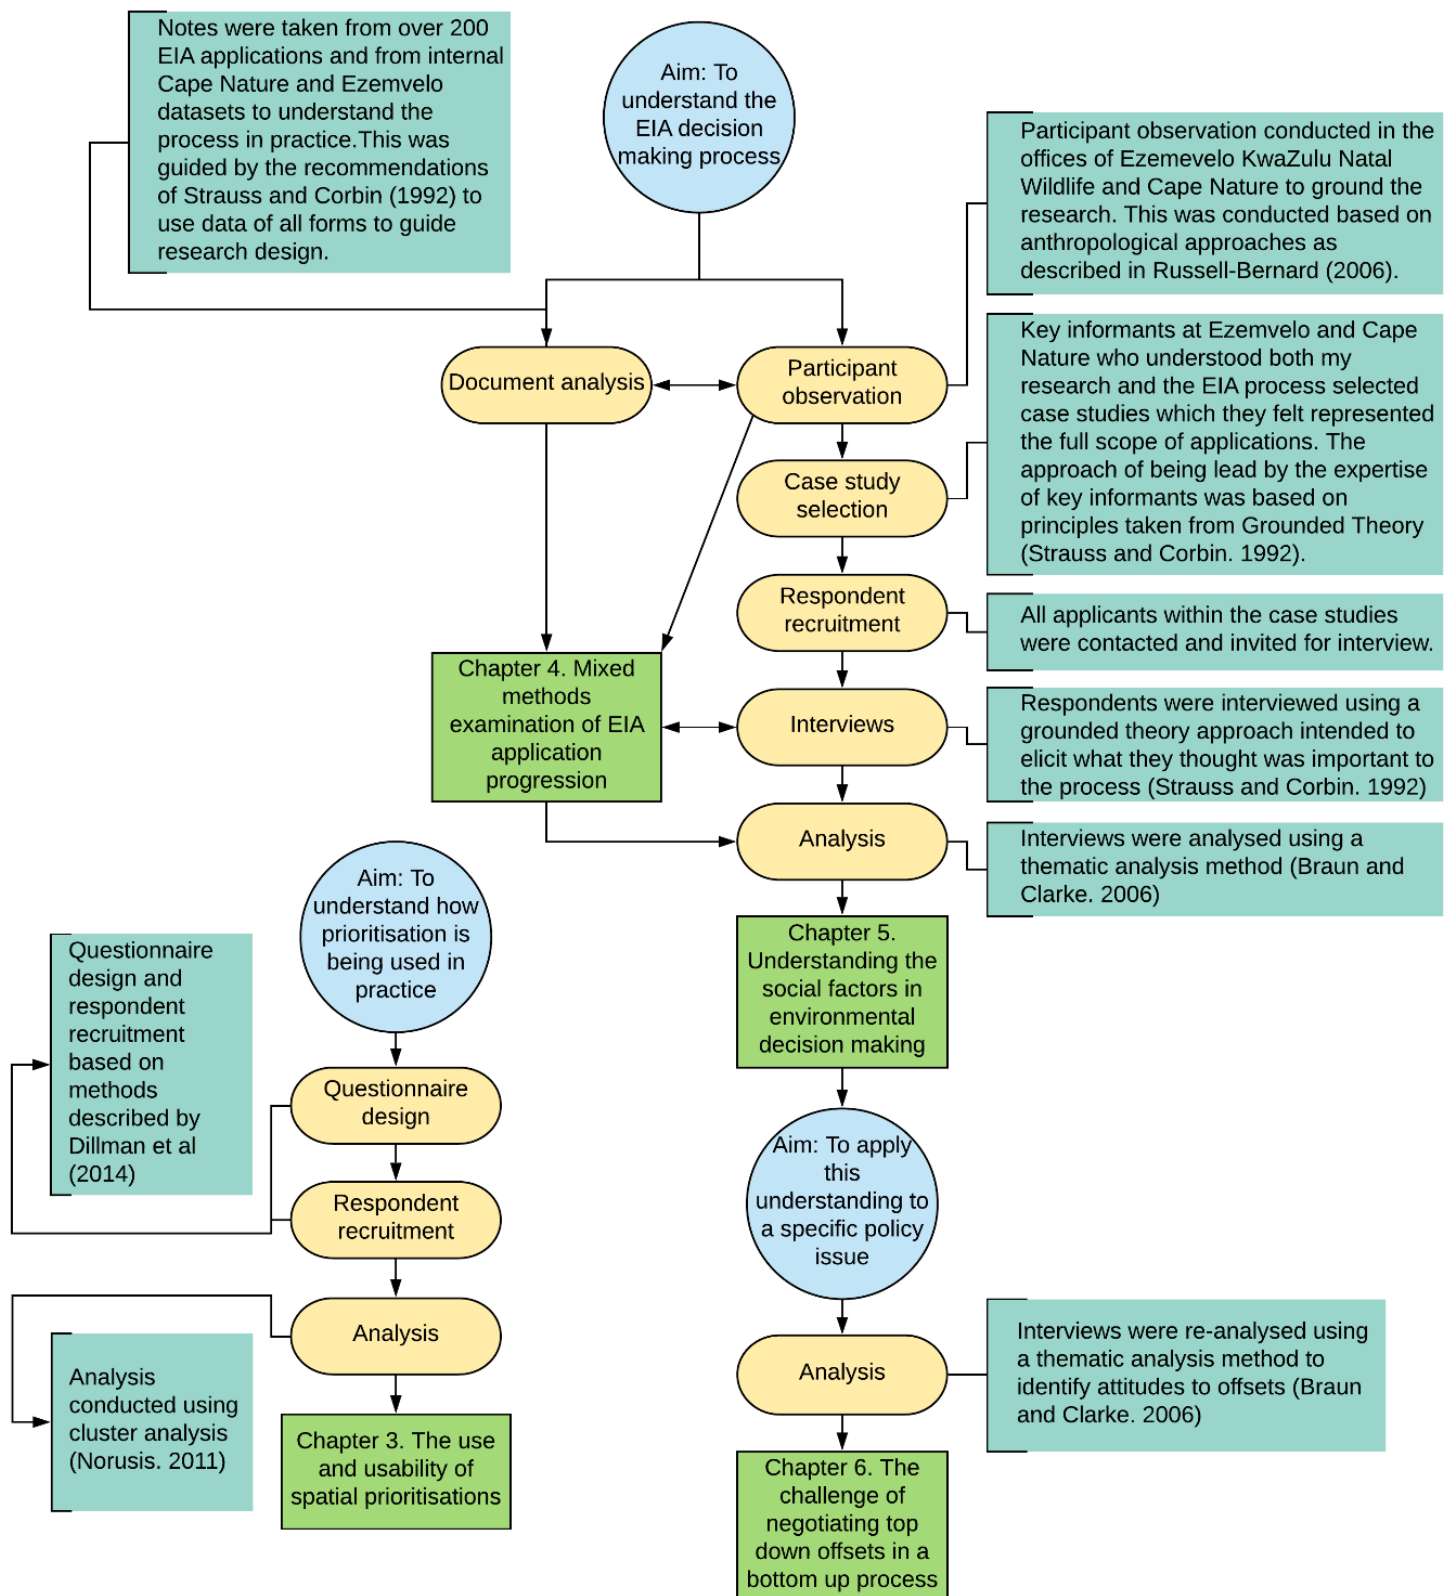 Notes were taken from over 200
EIA applications and from internal
Cape Nature and Ezemvelo
datasets to understand the
process in practice.This was
guided by the recommendations
of Strauss and Corbin (1992) to
use data of all forms to guide
research design.
Aim: To
understand the
EIA decision
making process
Participant observation conducted in the
offices of Ezemevelo KwaZulu Natal
Wildlife and Cape Nature to ground the
research. This was conducted based on
anthropological approaches as
described in Russell-Bernard (2006).
Document analysis
Participant
observation
Key informants at Ezemvelo and Cape
Nature who understood both my
research and the EIA process selected
case studies which they felt represented
the full scope of applications. The
approach of being lead by the expertise
of key informants was based on
principles taken from Grounded Theory
(Strauss and Corbin. 1992).
Case study
selection
Respondent
recruitment
All applicants within the case studies
were contacted and invited for interview.
Chapter 4. Mixed
methods
examination of EIA
application
progression
Interviews
Respondents were interviewed using a
grounded theory approach intended to
elicit what they thought was important to
the process (Strauss and Corbin. 1992)
Analysis
Interviews were analysed using a
thematic analysis method (Braun and
Clarke. 2006)
Chapter 5.
Understanding the
social factors in
environmental
decision making
Aim: To
understand how
prioritisation is
being used in
practice
Questionnaire
design and
respondent
recruitment
based on
methods
described by
Dillman et al
(2014)
Questionnaire
design
Respondent
recruitment
Analysis
Analysis
conducted using
cluster analysis
(Norusis. 2011)
Chapter 3. The use
and usability of
spatial prioritisations
Aim: To apply
this
understanding to
a specific policy
issue
Analysis
Interviews were re-analysed using
a thematic analysis method to
identify attitudes to offsets (Braun
and Clarke. 2006)
Chapter 6. The
challenge of
negotiating top
down offsets in a
bottom up process